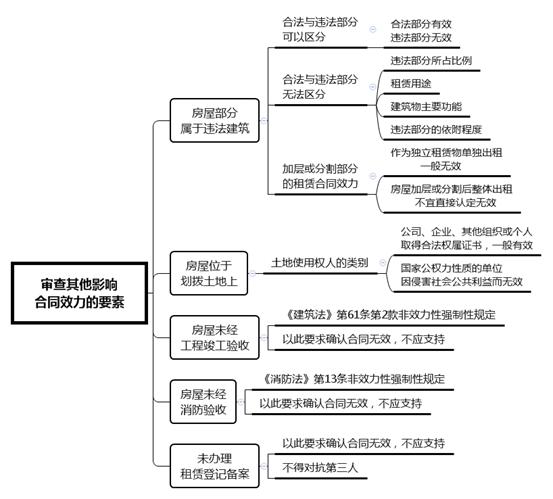 审查其他影响
合同效力的要素
房屋部分
属于违法建筑
合法与违法部分
可以区分
合法部分有效
违法部分无效
合法与违法部分
无法区分
违法部分所占比例
租赁用途
建筑物主要功能
违法部分的依附程度
加层或分割部分
的租赁合同效力
作为独立租赁物单独出租
一般无效
房屋加层或分割后整体出租
不宜直接认定无效
房屋位于
划拨土地上
土地使用权人的类别
公司、企业、其他组织或个人
取得合法权属证书，一般有效
国家公权力性质的单位
因侵害社会公共利益而无效
房屋未经
工程竣工验收
《建筑法》第61条第2款非效力性强制性规定
以此要求确认合同无效，不应支持
房屋未经
消防验收
《消防法》第13条非效力性强制性规定
以此要求确认合同无效，不应支持
未办理
租赁登记备案
以此要求确认合同无效，不应支持
不得对抗第三人